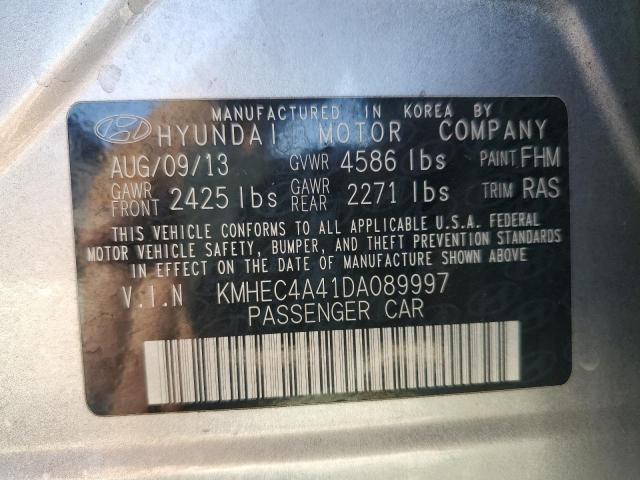 MANUFACTURED IN KOREA BY
HYUNDAI MOTOR COMPANY
AUG/09/13 GVWR 4586 lbs PAINT FHM
GAWR FRONT 2425 lbs GAWR REAR 2271 lbs TRIM RAS
THIS VEHICLE CONFORMS TO ALL APPLICABLE U.S.A. FEDERAL
MOTOR VEHICLE SAFETY, BUMPER, AND THEFT PREVENTION STANDARDS
IN EFFECT ON THE DATE OF MANUFACTURE SHOWN ABOVE.
V.I.N KMHEC4A41DA089997
PASSENGER CAR